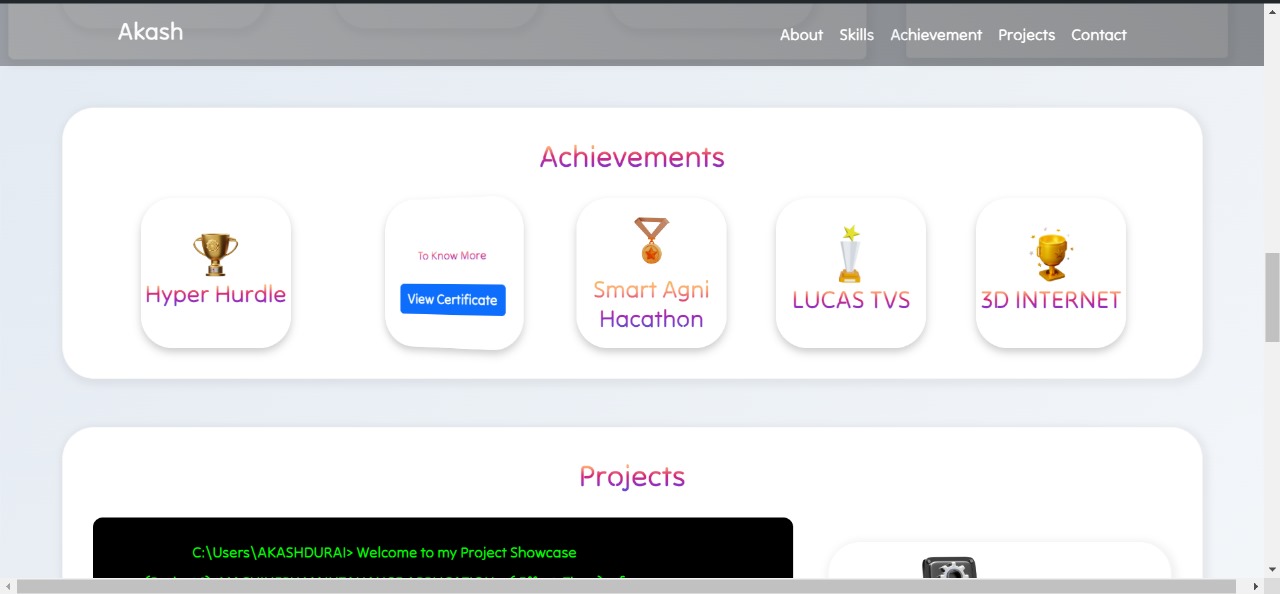 Akash
About Skills Achievement Projects Contact
Achievements
Hyper Hurdle
To Know More
View Certificate
Smart Agni
Hacathon
LUCAS TVS
3D INTERNET
Projects
C:\Users\AKASHDURAI> Welcome to my Project Showcase